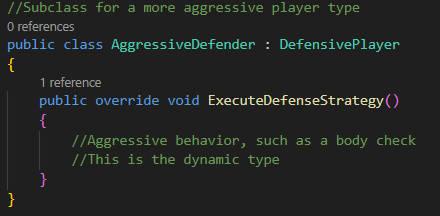 //Subclass for a more aggressive player type
0 references
public class AggressiveDefender : DefensivePlayer
{
1 reference
public override void ExecuteDefenseStrategy()
{
//Aggressive behavior, such as a body check
//This is the dynamic type
}
}